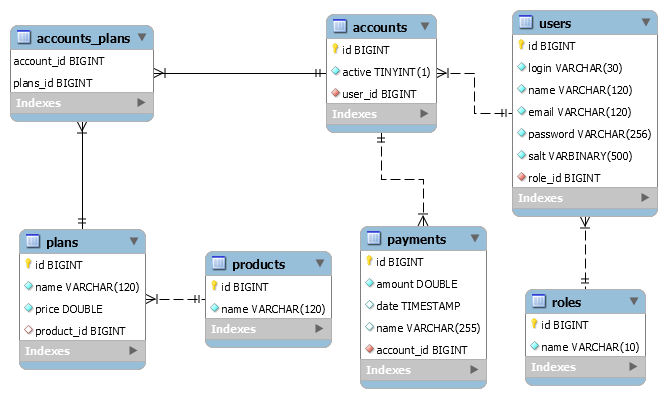 accounts_plans
account_id BIGINT
plans_id BIGINT
Indexes
accounts
id BIGINT
active TINYINT(1)
user_id BIGINT
Indexes
users
id BIGINT
login VARCHAR(30)
name VARCHAR(120)
email VARCHAR(120)
password VARCHAR(256)
salt VARBINARY(500)
role_id BIGINT
Indexes
plans
id BIGINT
name VARCHAR(120)
price DOUBLE
product_id BIGINT
Indexes
products
id BIGINT
name VARCHAR(120)
Indexes
payments
id BIGINT
amount DOUBLE
date TIMESTAMP
name VARCHAR(255)
account_id BIGINT
Indexes
roles
id BIGINT
name VARCHAR(10)
Indexes